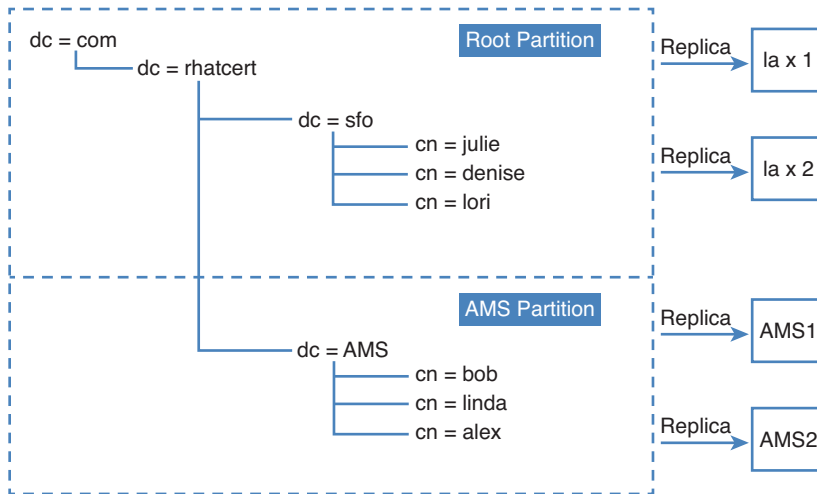 dc = com
dc = rhatcert
Root Partition
Replica
la x 1
dc = sfo
cn = julie
cn = denise
cn = lori
Replica
la x 2
AMS Partition
Replica
AMS1
dc = AMS
cn = bob
cn = linda
cn = alex
Replica
AMS2